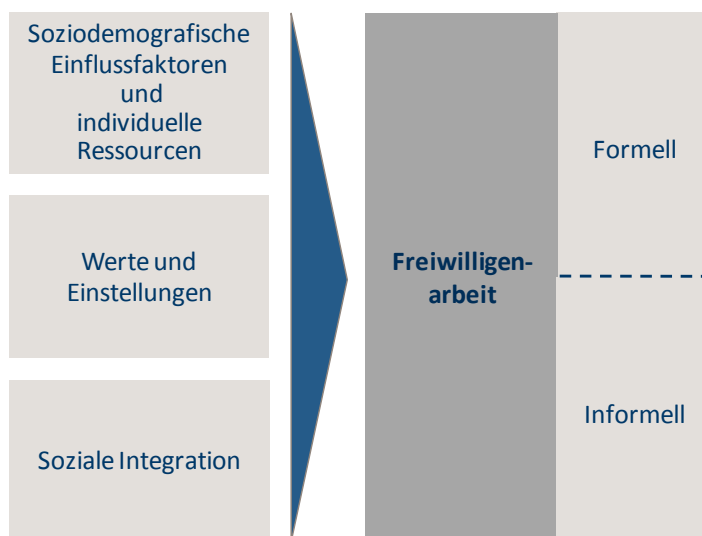 Soziodemografische
Einflussfaktoren
und
individuelle
Ressourcen
Werte und
Einstellungen
Soziale Integration
Freiwilligen-
arbeit
Formell
Informell